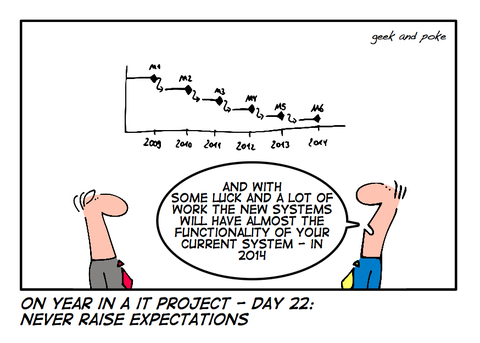 geek and poke
M1
M2
M3
M4
M5
M6
2009 2010 2011 2012 2013 2014
AND WITH
SOME LUCK AND A LOT OF
WORK THE NEW SYSTEMS
WILL HAVE ALMOST THE
FUNCTIONALITY OF YOUR
CURRENT SYSTEM - IN
2014
ON YEAR IN A IT PROJECT - DAY 22:
NEVER RAISE EXPECTATIONS